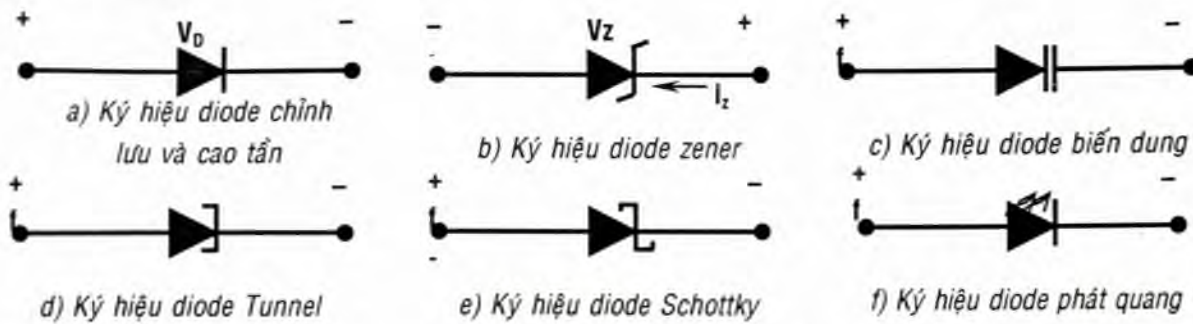 + V_D –
a) Ký hiệu diode chỉnh
lưu và cao tần
– Vz +
I_z
b) Ký hiệu diode zener
+ –
f
c) Ký hiệu diode biến dung
+ –
f
d) Ký hiệu diode Tunnel
+ –
f
-
e) Ký hiệu diode Schottky
+ –
f
f) Ký hiệu diode phát quang